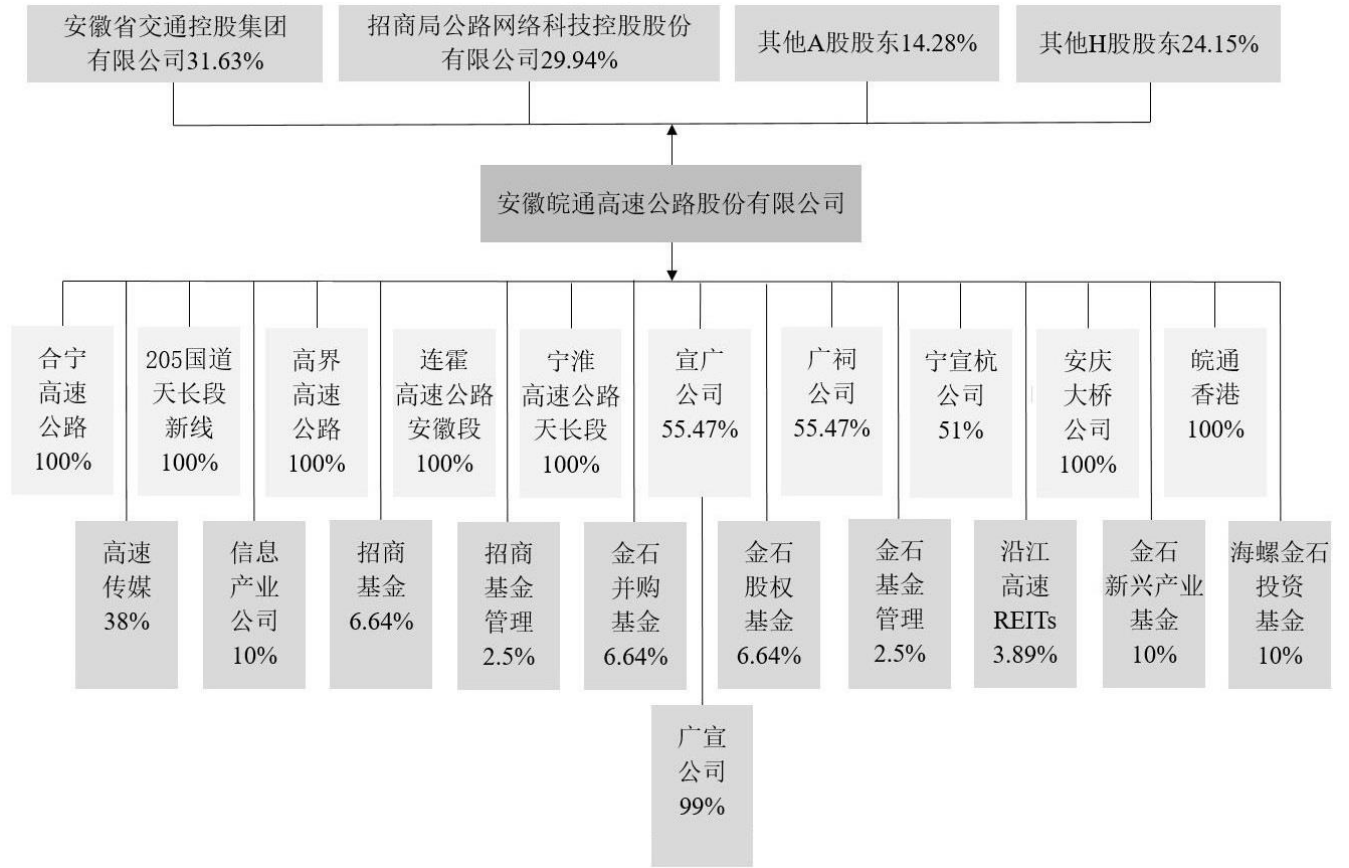 安徽省交通控股集团
有限公司31.63%
招商局公路网络科技控股股份
有限公司29.94%
其他A股股东14.28%
其他H股股东24.15%
安徽皖通高速公路股份有限公司
合宁
高速
公路
100%
205国道
天长段
新线
100%
高界
高速
公路
100%
连霍
高速公路
安徽段
100%
宁淮
高速公路
天长段
100%
宣广
公司
55.47%
广祠
公司
55.47%
宁宣杭
公司
51%
安庆
大桥
公司
100%
皖通
香港
100%
高速
传媒
38%
信息
产业
公司
10%
招商
基金
6.64%
招商
基金
管理
2.5%
金石
并购
基金
6.64%
金石
股权
基金
6.64%
金石
基金
管理
2.5%
沿江
高速
REITs
3.89%
金石
新兴产业
基金
10%
海螺金石
投资
基金
10%
广宣
公司
99%